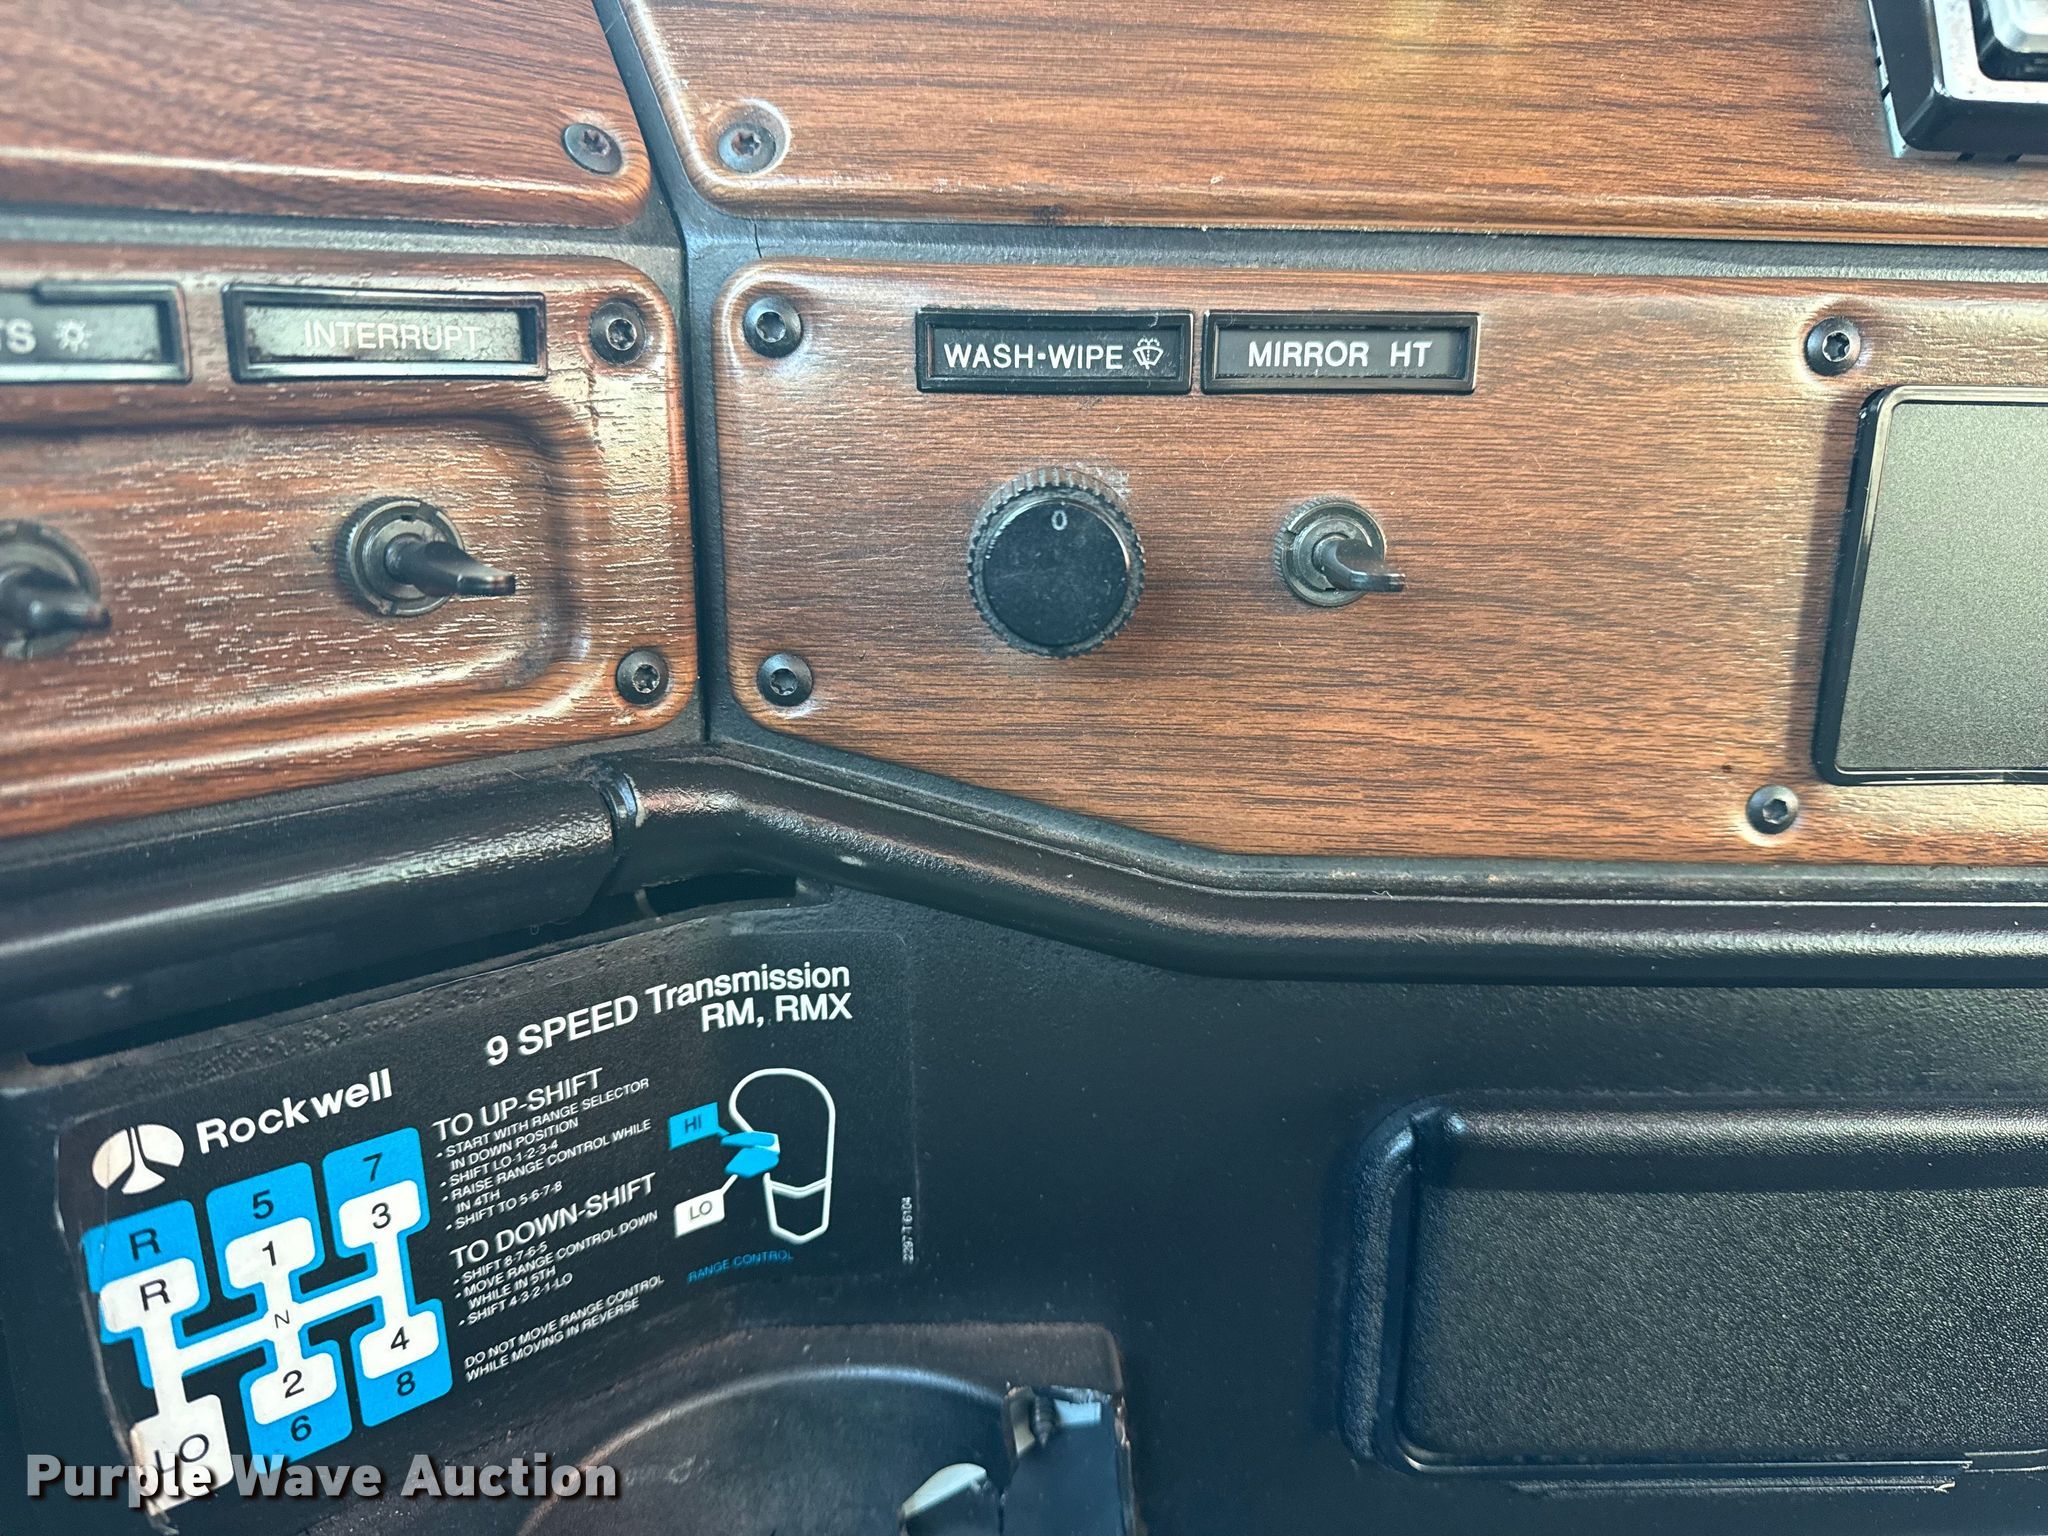 TS
INTERRUPT
WASH•WIPE
MIRROR HT
0
9 SPEED Transmission
RM, RMX
Rockwell
TO UP-SHIFT
• START WITH RANGE SELECTOR
IN DOWN POSITION
• SHIFT LO 1-2-3-4
• RAISE RANGE CONTROL WHILE
IN 4TH
• SHIFT TO 5-6-7-8
TO DOWN-SHIFT
• SHIFT 8-7-6-5
• MOVE RANGE CONTROL DOWN
WHILE IN 5TH
• SHIFT 4-3-2-1-LO
DO NOT MOVE RANGE CONTROL
WHILE MOVING IN REVERSE
HI
LO
RANGE CONTROL
2297-T6104
R 5 7
R 1 3
N
2 4
6 8
LO
Purple Wave Auction